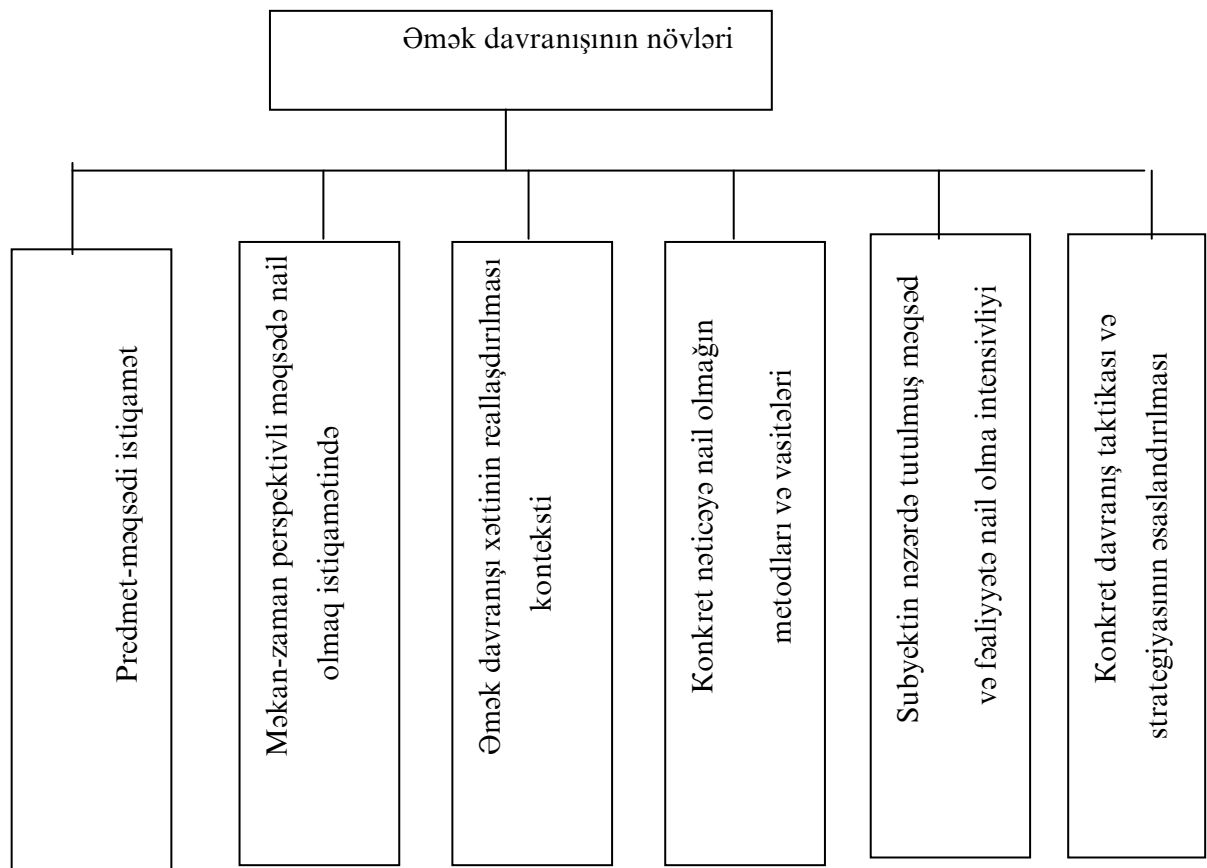 Əmək davranışının növləri
Predmet-məqsədi istiqamət
Məkan-zaman perspektivli məqsədə nail
olmaq istiqamətində
Əmək davranışı xəttinin reallaşdırılması
konteksti
Konkret nəticəyə nail olmağın
metodları və vasitələri
Subyektin nəzərdə tutulmuş məqsəd
və fəaliyyətə nail olma intensivliyi
Konkret davranış taktikası və
strategiyasının əsaslandırılması